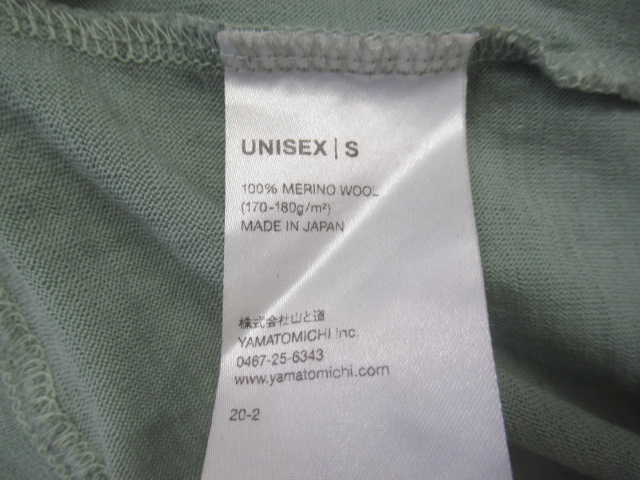 UNISEX | S
100% MERINO WOOL
(170-180g/m²)
MADE IN JAPAN
株式会社山と道
YAMATOMICHI Inc.
0467-25-6343
www.yamatomichi.com
20-2